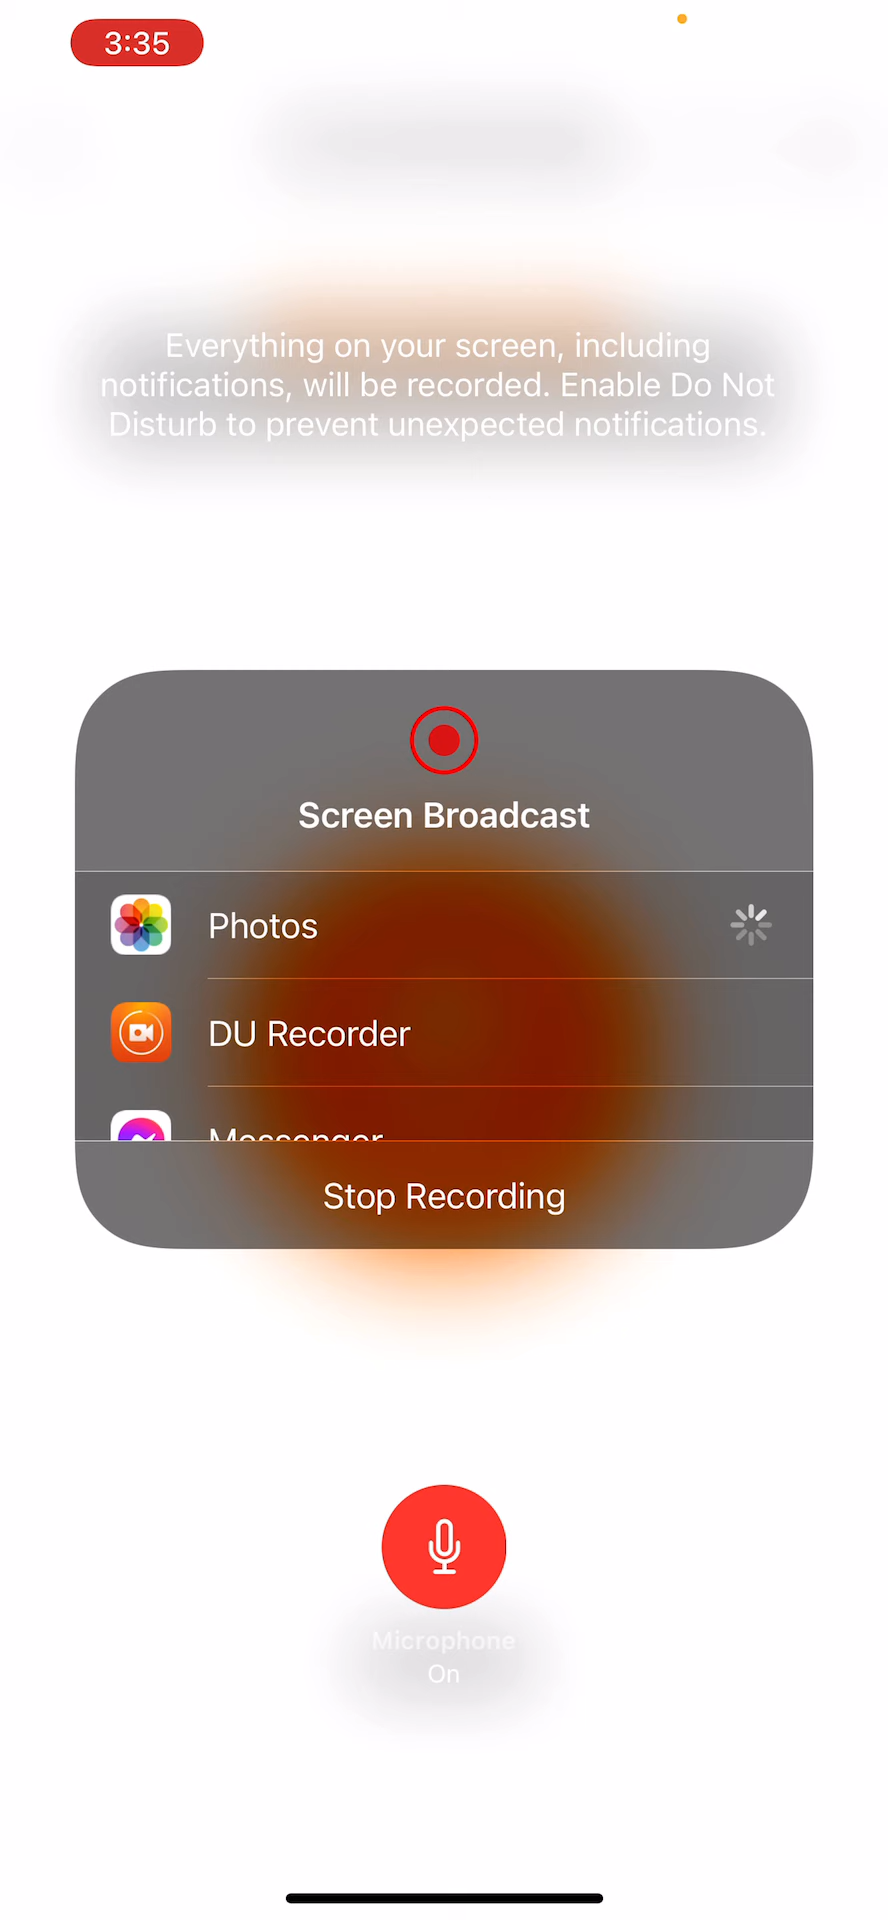 3:35
Everything on your screen, including
notifications, will be recorded. Enable Do Not
Disturb to prevent unexpected notifications.
Screen Broadcast
Photos
DU Recorder
Messenger
Stop Recording
Microphone
On